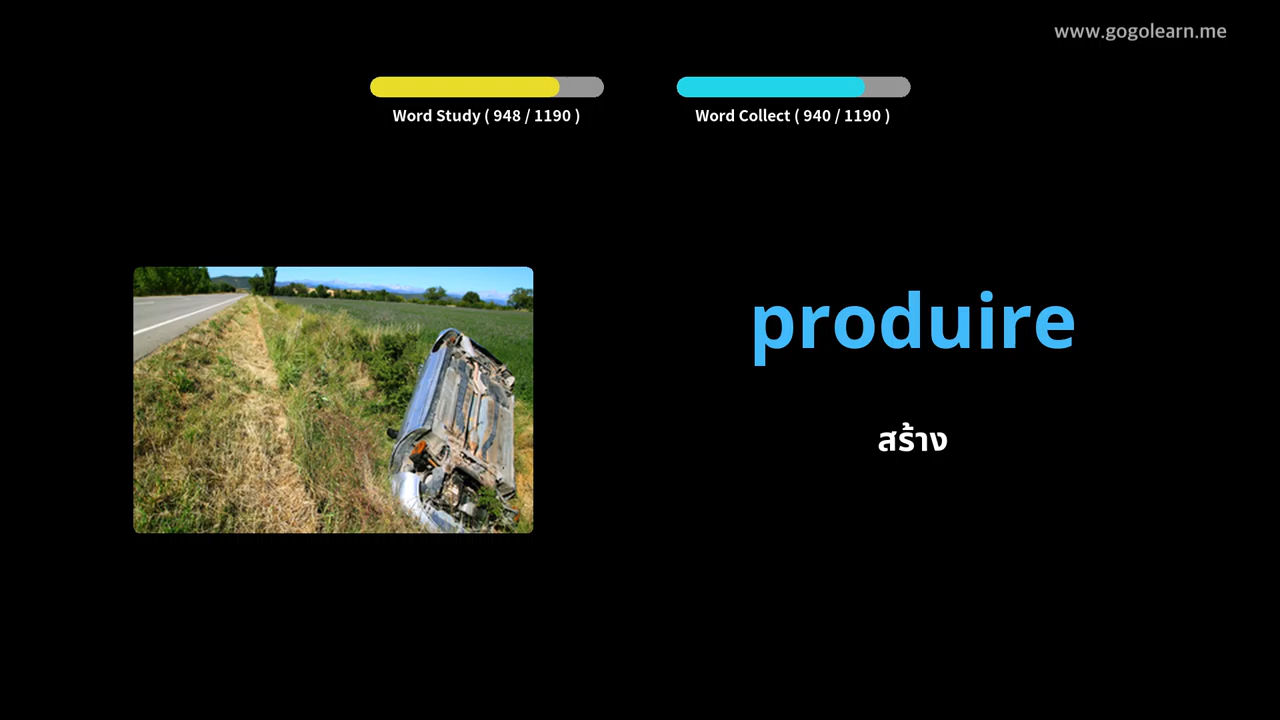 www.gogolearn.me
Word Study ( 948 / 1190 )
Word Collect ( 940 / 1190 )
produire
สร้าง